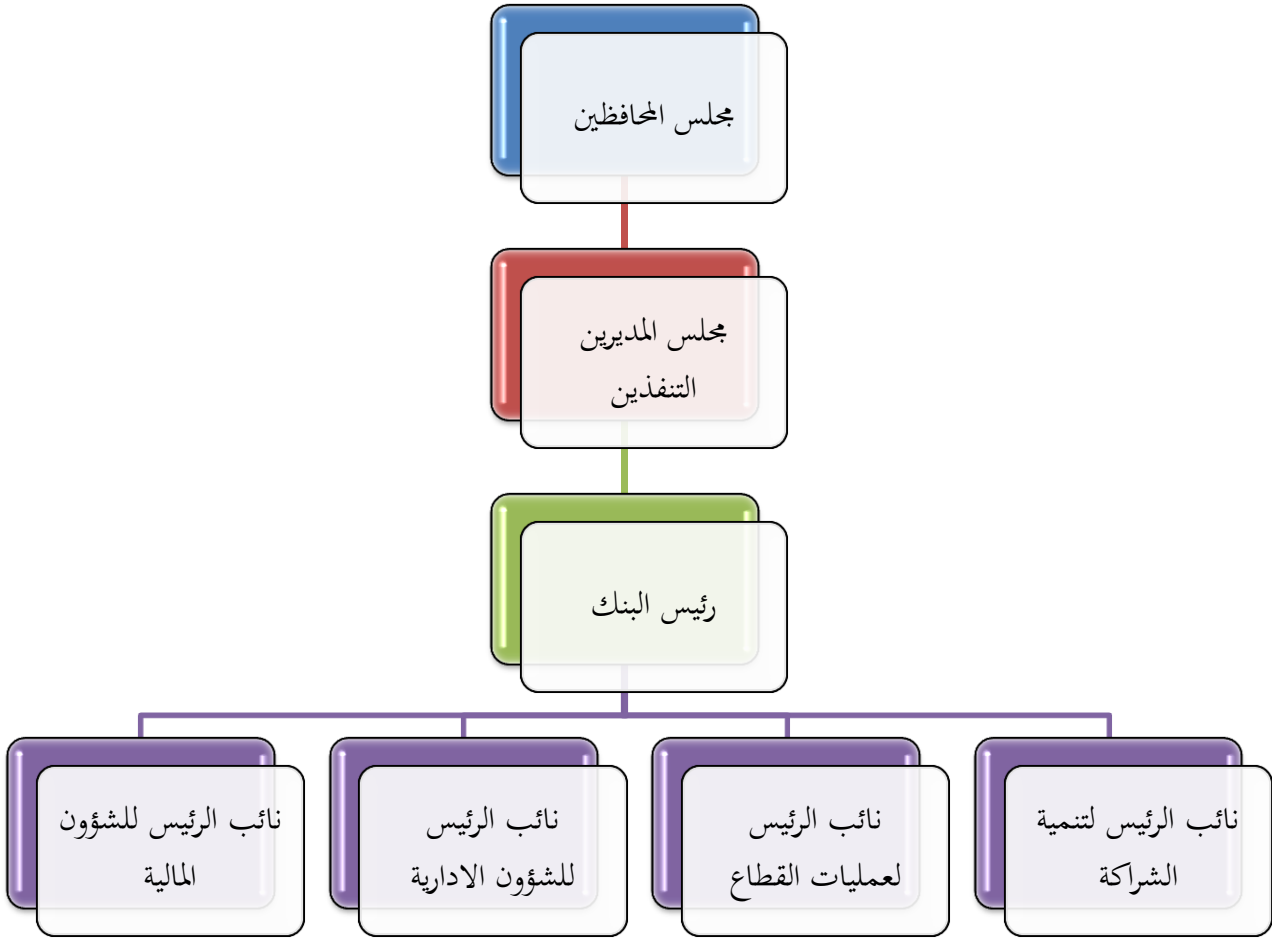 مجلس المحافظين
مجلس المديرين
التنفذين
رئيس البنك
نائب الرئيس لتنمية
الشراكة
نائب الرئيس
لعمليات القطاع
نائب الرئيس
للشؤون الادارية
نائب الرئيس للشؤون
المالية